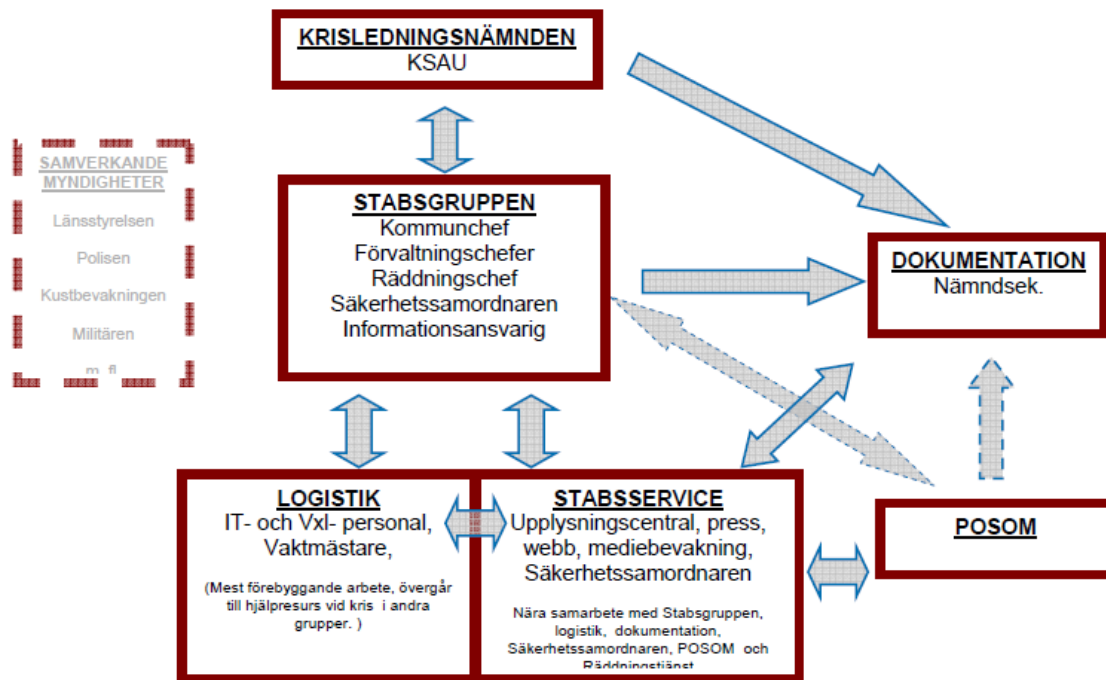 KRISLEDNINGSNÄMNDEN
KSAU
SAMVERKANDE
MYNDIGHETER
Länsstyrelsen
Polisen
Kustbevakningen
Militären
m. fl
STABSGRUPPEN
Kommunchef
Förvaltningschefer
Räddningschef
Säkerhetssamordnaren
Informationsansvarig
DOKUMENTATION
Nämndsek.
LOGISTIK
IT- och Vxl- personal,
Vaktmästare,
(Mest förebyggande arbete, övergår
till hjälpresurs vid kris i andra
grupper. )
STABSSERVICE
Upplysningscentral, press,
webb, mediebevakning,
Säkerhetssamordnaren
Nära samarbete med Stabsgruppen,
logistik, dokumentation,
Säkerhetssamordnaren, POSOM och
Räddningstjänst
POSOM